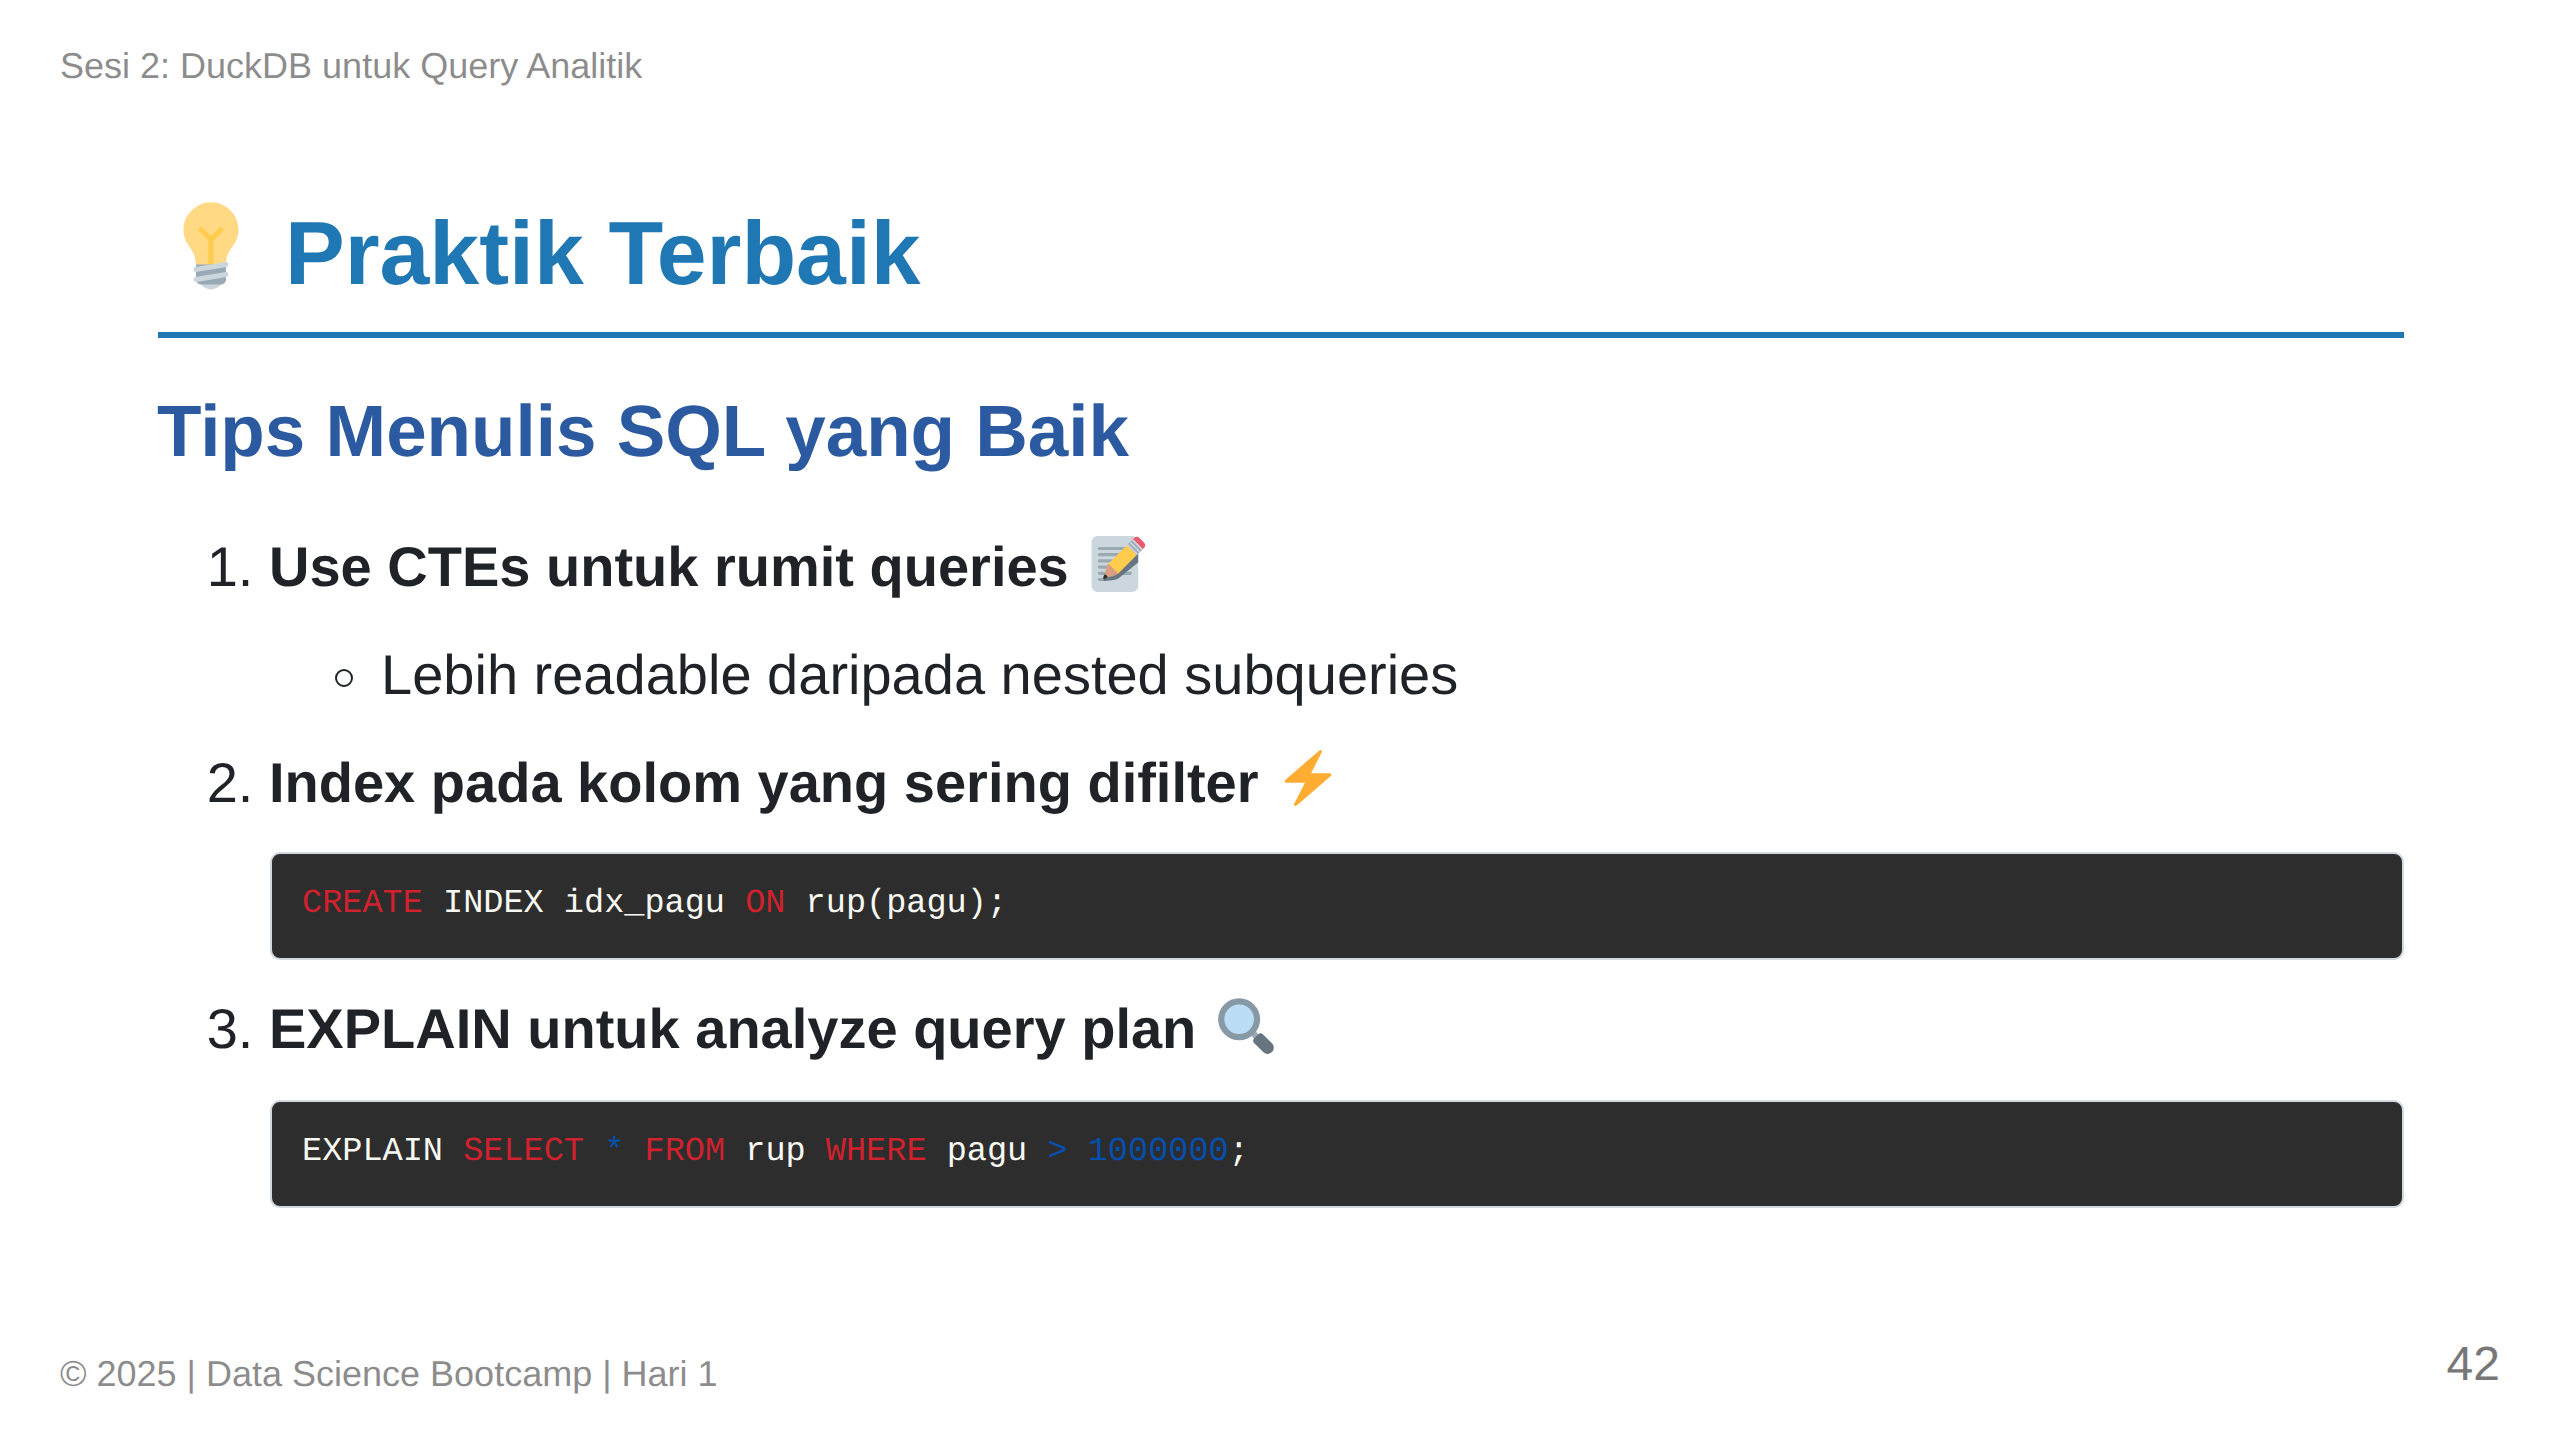 Sesi 2: DuckDB untuk Query Analitik
💡 Praktik Terbaik
Tips Menulis SQL yang Baik
1. Use CTEs untuk rumit queries 📝
○ Lebih readable daripada nested subqueries
2. Index pada kolom yang sering difilter ⚡
CREATE INDEX idx_pagu ON rup(pagu);
3. EXPLAIN untuk analyze query plan 🔍
EXPLAIN SELECT * FROM rup WHERE pagu > 1000000;
© 2025 | Data Science Bootcamp | Hari 1
42